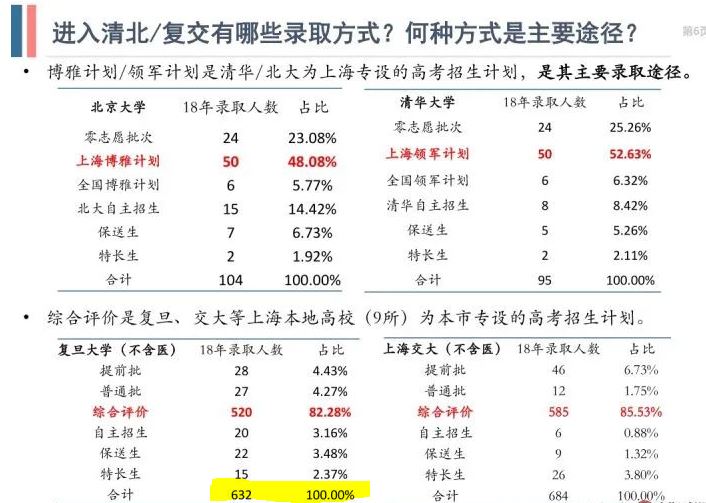 进入清北/复交有哪些录取方式？何种方式是主要途径？
第6页
• 博雅计划/领军计划是清华/北大为上海专设的高考招生计划，是其主要录取途径。
北京大学 18年录取人数 占比
零志愿批次 24 23.08%
上海博雅计划 50 48.08%
全国博雅计划 6 5.77%
北大自主招生 15 14.42%
保送生 7 6.73%
特长生 2 1.92%
合计 104 100.00%
清华大学 18年录取人数 占比
零志愿批次 24 25.26%
上海领军计划 50 52.63%
全国领军计划 6 6.32%
清华自主招生 8 8.42%
保送生 5 5.26%
特长生 2 2.11%
合计 95 100.00%
• 综合评价是复旦、交大等上海本地高校（9所）为本市专设的高考招生计划。
复旦大学（不含医） 18年录取人数 占比
提前批 28 4.43%
普通批 27 4.27%
综合评价 520 82.28%
自主招生 20 3.16%
保送生 22 3.48%
特长生 15 2.37%
合计 632 100.00%
上海交大（不含医） 18年录取人数 占比
提前批 46 6.73%
普通批 12 1.75%
综合评价 585 85.53%
自主招生 6 0.88%
保送生 9 1.32%
特长生 26 3.80%
合计 684 100.00%